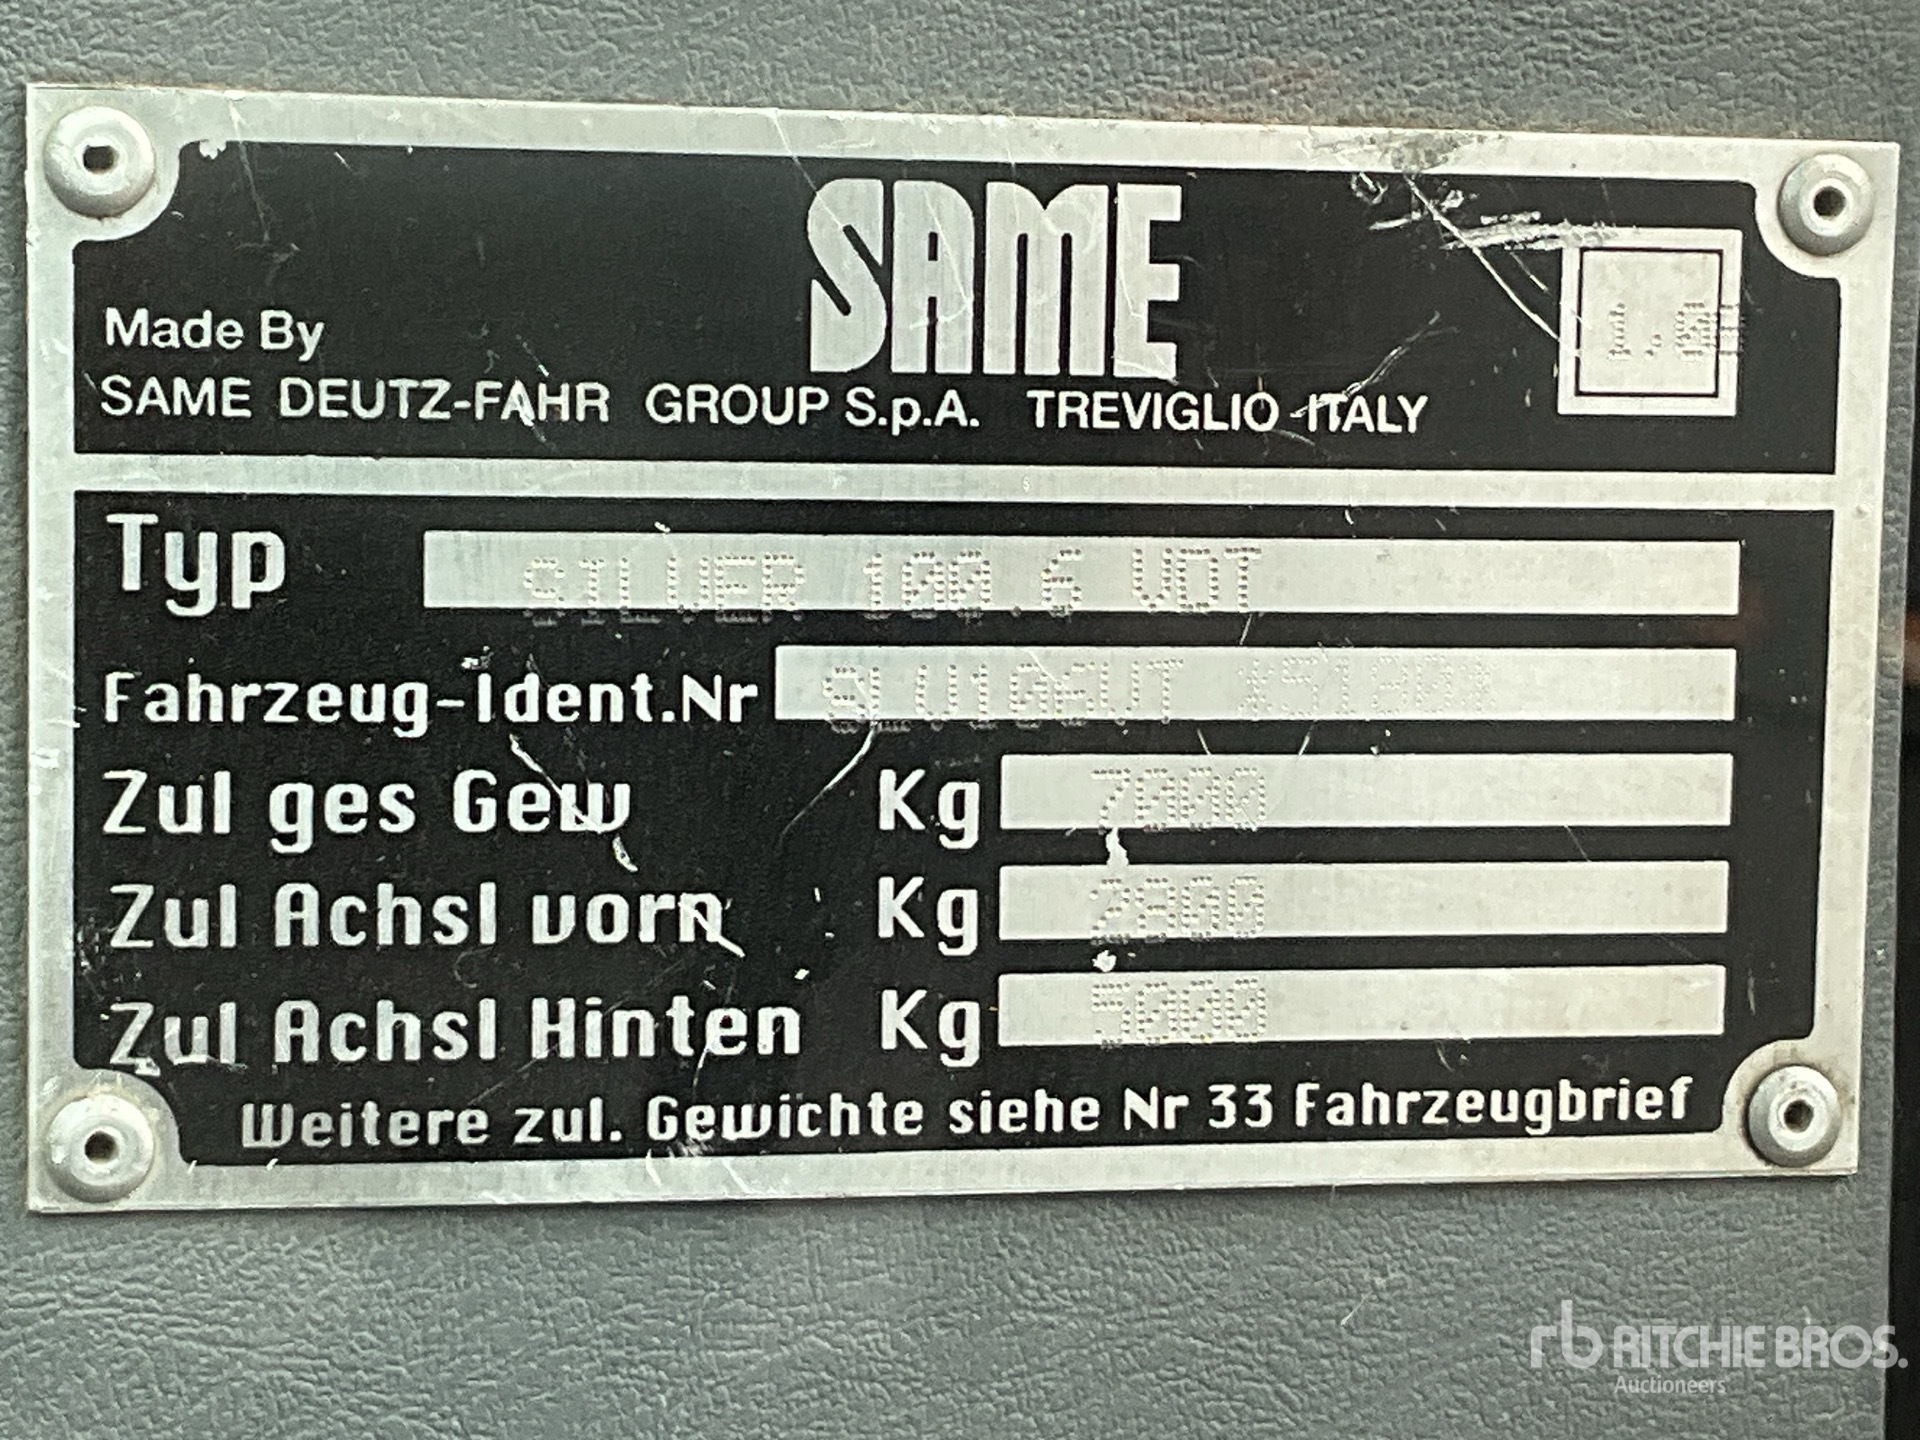 SAME
Made By
SAME DEUTZ-FAHR GROUP S.p.A. TREVIGLIO-ITALY
Typ SILVER 100.6 VDT
Fahrzeug-Ident.Nr
Zul ges Gew Kg 7000
Zul Achsl vorn Kg 2800
Zul Achsl Hinten Kg 5000
Weitere zul. Gewichte siehe Nr 33 Fahrzeugbrief
rb RITCHIE BROS.
Auctioneers